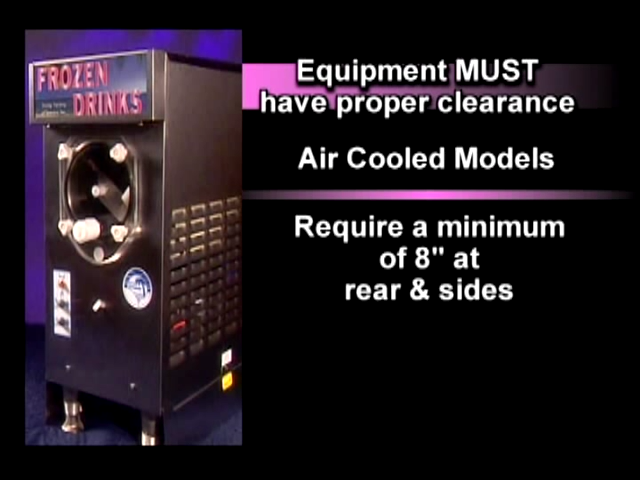 FROZEN
DRINKS
Equipment MUST
have proper clearance
Air Cooled Models
Require a minimum
of 8" at
rear & sides